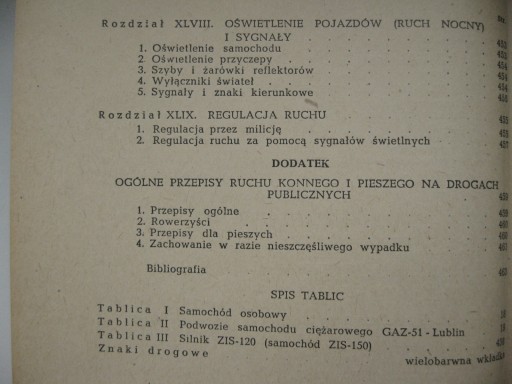 Rozdział XLVIII. OŚWIETLENIE POJAZDÓW (RUCH NOCNY)
I SYGNAŁY
1. Oświetlenie samochodu
2. Oświetlenie przyczepy
3. Szyby i żarówki reflektorów
4. Wyłączniki świateł
5. Sygnały i znaki kierunkowe
Rozdział XLIX. REGULACJA RUCHU
1. Regulacja przez milicję
2. Regulacja ruchu za pomocą sygnałów świetlnych
DODATEK
OGÓLNE PRZEPISY RUCHU KONNEGO I PIESZEGO NA DROGACH
PUBLICZNYCH
1. Przepisy ogólne
2. Rowerzyści
3. Przepisy dla pieszych
4. Zachowanie w razie nieszczęśliwego wypadku
Bibliografia
SPIS TABLIC
Tablica I Samochód osobowy
Tablica II Podwozie samochodu ciężarowego GAZ-51 - Lublin
Tablica III Silnik ZIS-120 (samochód ZIS-150)
Znaki drogowe wielobarwna wkładka